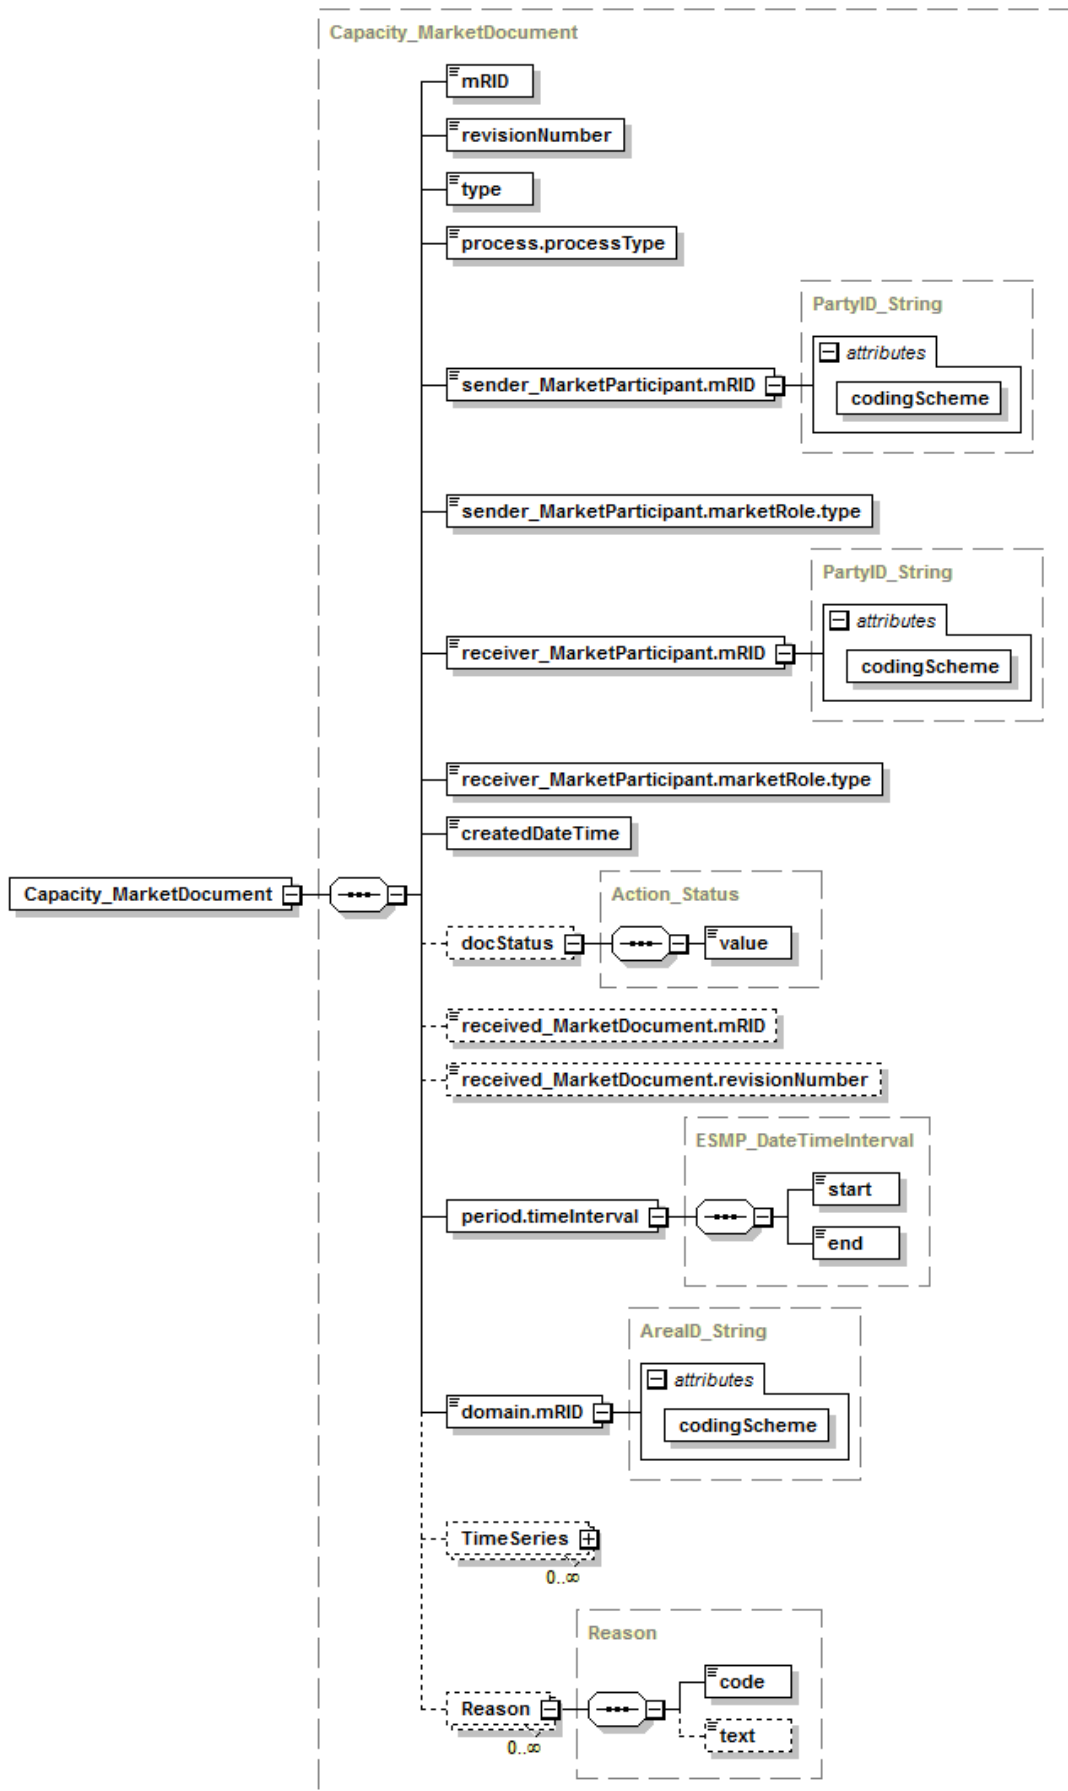 Capacity_MarketDocument
mRID
revisionNumber
type
process.processType
PartyID_String
attributes
sender_MarketParticipant.mRID
codingScheme
sender_MarketParticipant.marketRole.type
PartyID_String
attributes
receiver_MarketParticipant.mRID
codingScheme
receiver_MarketParticipant.marketRole.type
createdDateTime
Capacity_MarketDocument
Action_Status
docStatus
value
received_MarketDocument.mRID
received_MarketDocument.revisionNumber
ESMP_DateTimeInterval
start
period.timeInterval
end
AreaID_String
attributes
domain.mRID
codingScheme
TimeSeries
0..∞
Reason
code
Reason
text
0..∞